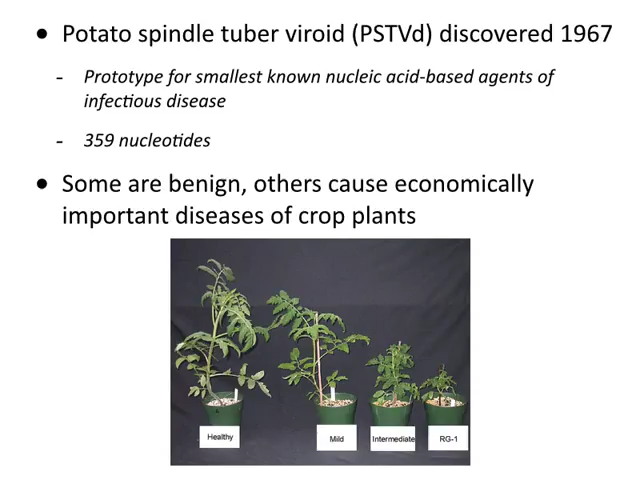 • Potato spindle tuber viroid (PSTVd) discovered 1967
- Prototype for smallest known nucleic acid-based agents of
infectious disease
- 359 nucleotides
• Some are benign, others cause economically
important diseases of crop plants
Healthy
Mild
Intermediate
RG-1